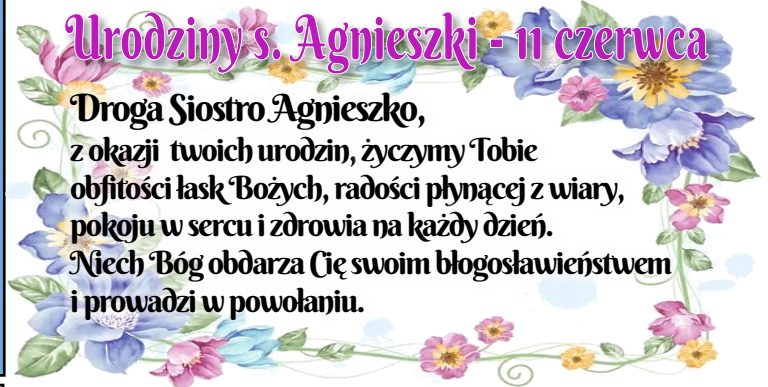 Urodziny s. Agnieszki - 11 czerwca
Droga Siostro Agnieszko,
z okazji twoich urodzin, życzymy Tobie
obfitości łask Bożych, radości płynącej z wiary,
pokoju w sercu i zdrowia na każdy dzień.
Niech Bóg obdarza Cię swoim błogosławieństwem
i prowadzi w powołaniu.